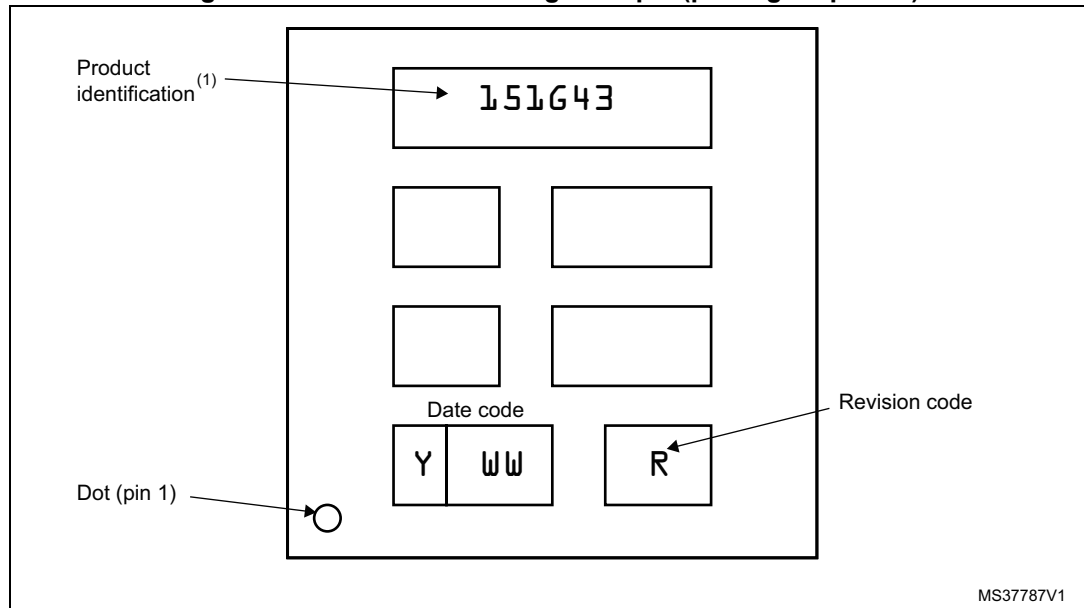 Product
identification(1)
151G43
Date code
Y WW
R
Revision code
Dot (pin 1)
MS37787V1